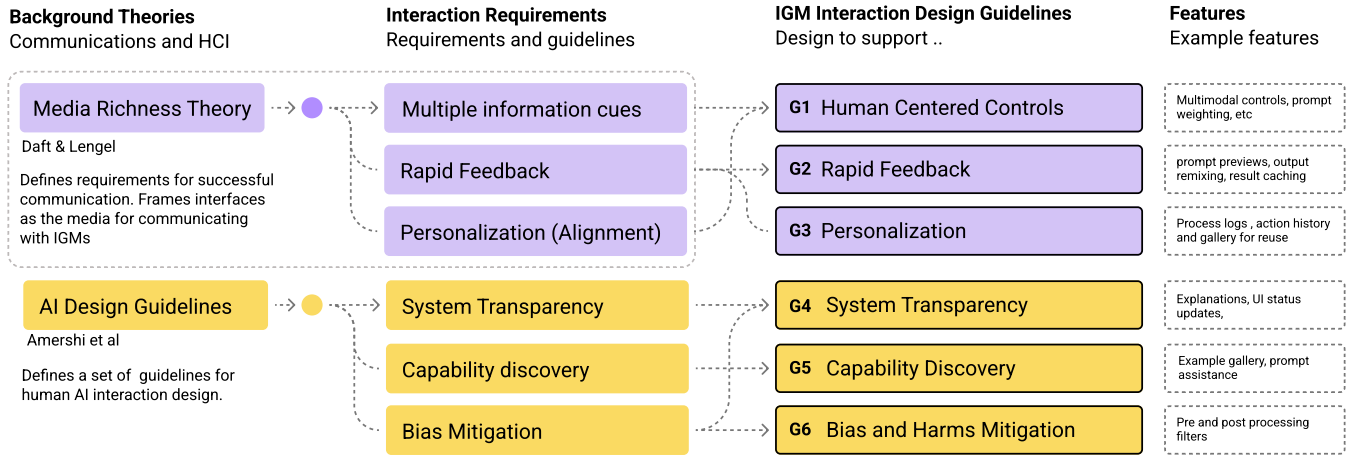 Background Theories
Communications and HCI
Interaction Requirements
Requirements and guidelines
IGM Interaction Design Guidelines
Design to support ..
Features
Example features
Media Richness Theory
Daft & Lengel
Defines requirements for successful
communication. Frames interfaces
as the media for communicating
with IGMs
Multiple information cues
Rapid Feedback
Personalization (Alignment)
G1 Human Centered Controls
G2 Rapid Feedback
G3 Personalization
Multimodal controls, prompt
weighting, etc
prompt previews, output
remixing, result caching
Process logs , action history
and gallery for reuse
AI Design Guidelines
Amershi et al
Defines a set of guidelines for
human AI interaction design.
System Transparency
Capability discovery
Bias Mitigation
G4 System Transparency
G5 Capability Discovery
G6 Bias and Harms Mitigation
Explanations, UI status
updates,
Example gallery, prompt
assistance
Pre and post processing
filters